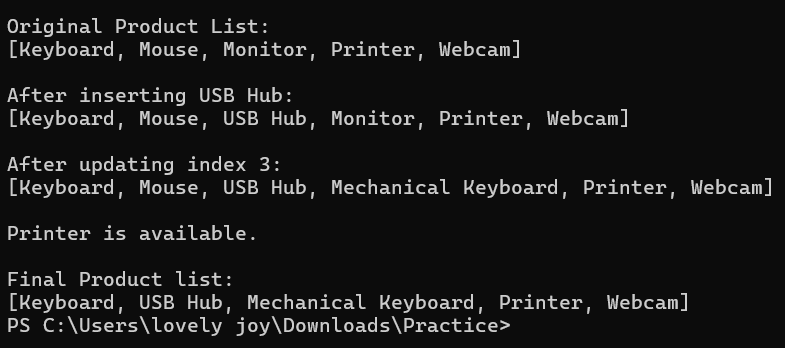 Original Product List:
[Keyboard, Mouse, Monitor, Printer, Webcam]
After inserting USB Hub:
[Keyboard, Mouse, USB Hub, Monitor, Printer, Webcam]
After updating index 3:
[Keyboard, Mouse, USB Hub, Mechanical Keyboard, Printer, Webcam]
Printer is available.
Final Product list:
[Keyboard, USB Hub, Mechanical Keyboard, Printer, Webcam]
PS C:\Users\lovely joy\Downloads\Practice>